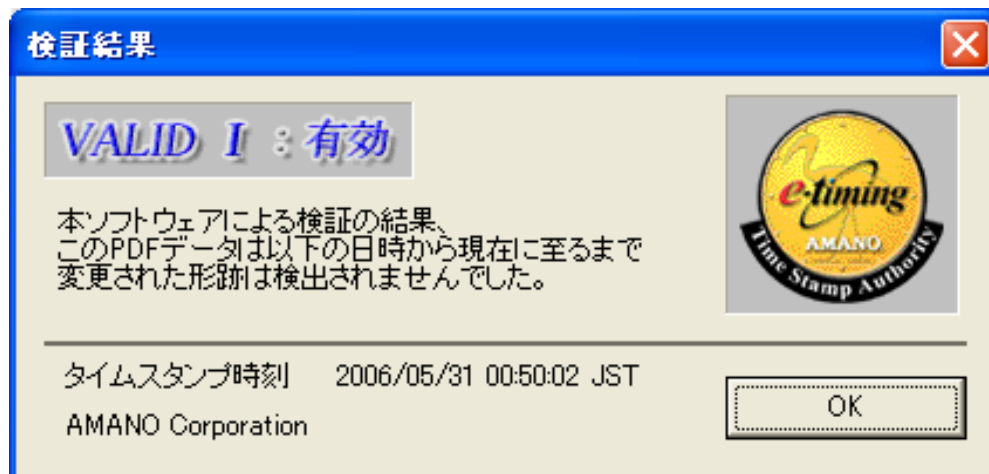 検証結果
VALID I : 有効
本ソフトウェアによる検証の結果、
このPDFデータは以下の日時から現在に至るまで
変更された形跡は検出されませんでした。
e-timing
AMANO
Time Stamp Authority
タイムスタンプ時刻 2006/05/31 00:50:02 JST
AMANO Corporation
OK